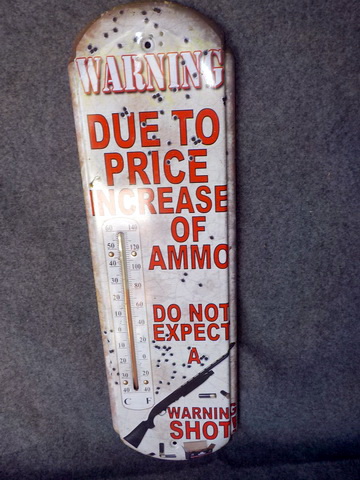 WARNING
DUE TO
PRICE
INCREASE
OF
AMMO
DO NOT
EXPECT
A
WARNING
SHOT
C F